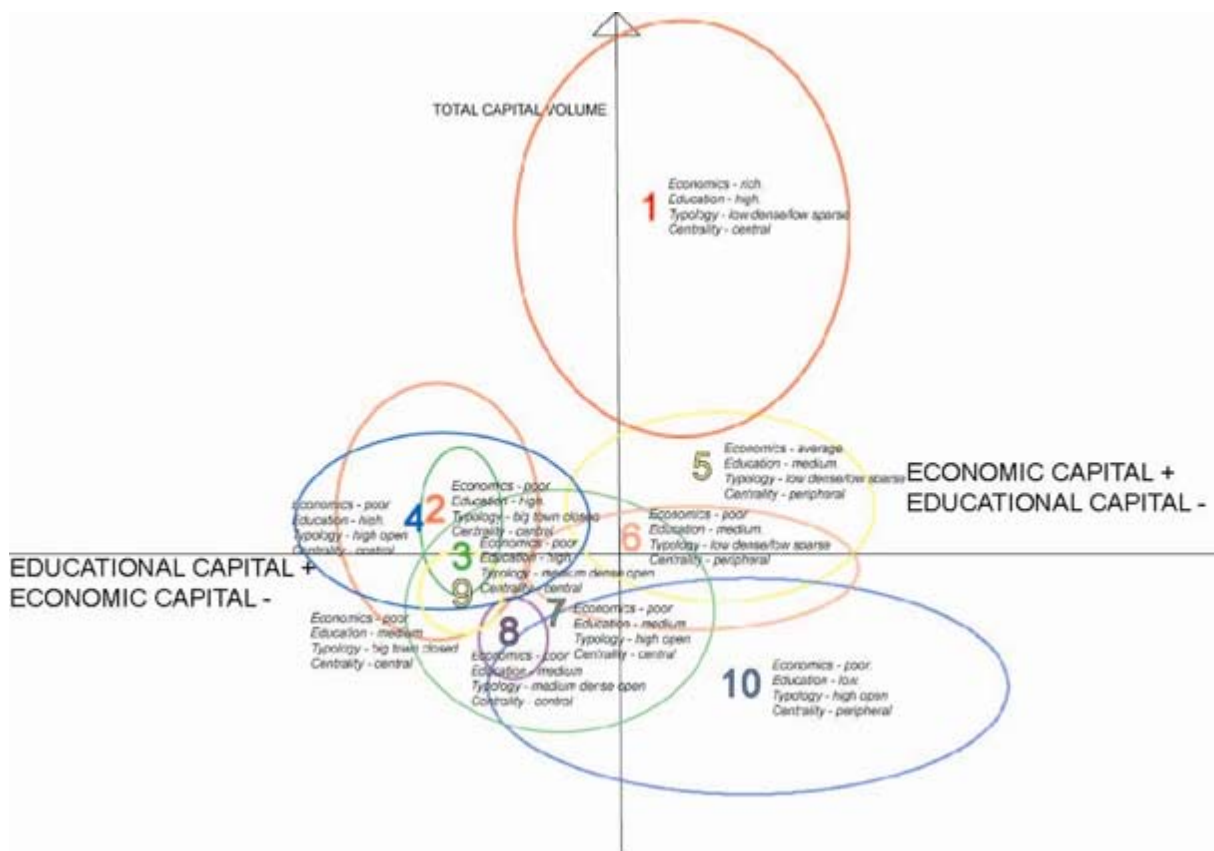 TOTAL CAPITAL VOLUME
1
Economics - rich.
Education - high.
Typology - low dense/low sparse
Centrality - central
5
Economics - average
Education - medium.
Typology - low dense/low sparse
Centrality - peripheral
ECONOMIC CAPITAL +
EDUCATIONAL CAPITAL -
4
Economics - poor
Education - high.
Typology - high open
Centrality - central
2
Economics - poor
Education - high.
Typology - big town closed
Centrality - central
6
Economics - poor
Education - medium.
Typology - low dense/low sparse
Centrality - peripheral
3
Economics - poor
Education - high
Typology - medium dense open
Centrality - central
EDUCATIONAL CAPITAL +
ECONOMIC CAPITAL -
9
Economics - poor
Education - medium
Typology - big town closed
Centrality - central
7
Economics - poor
Education - medium
Typology - high open
Centrality - central
8
Economics - poor
Education - medium
Typology - medium dense open
Centrality - central
10
Economics - poor.
Education - low.
Typology - high open
Centrality - peripheral